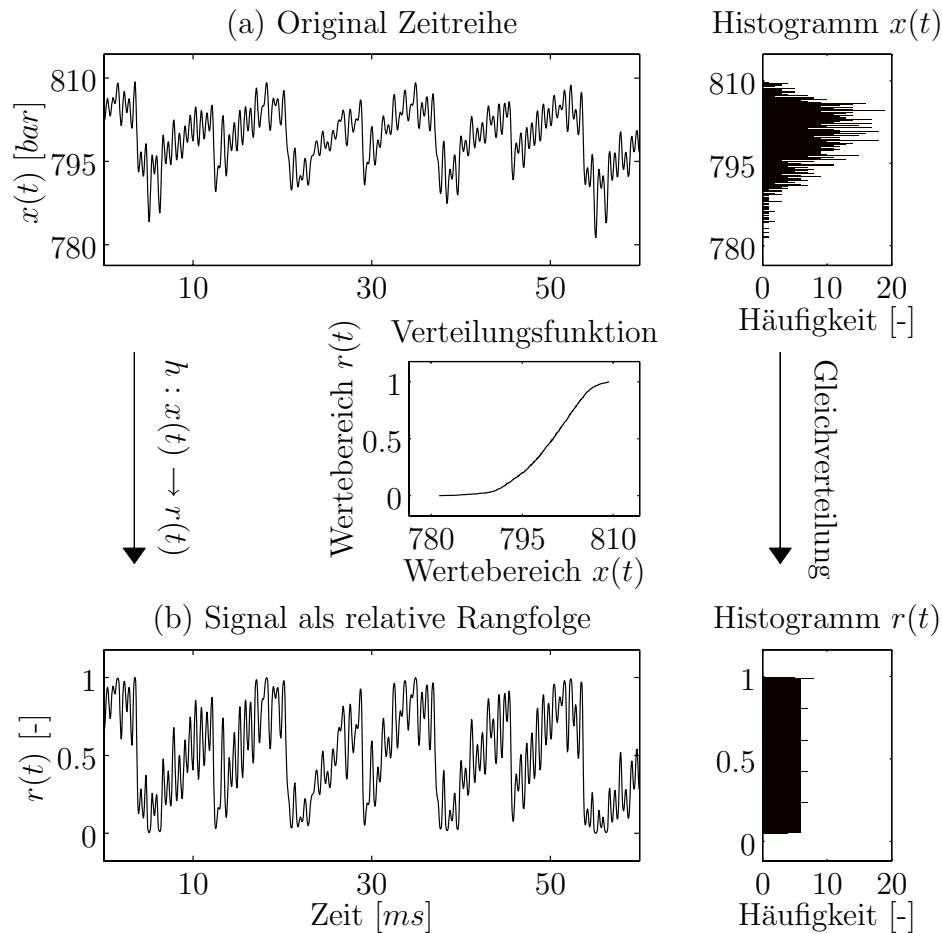 (a) Original Zeitreihe
Histogramm x(t)
x(t) [bar]
810
795
780
10
30
50
810
795
780
0
10
20
Häufigkeit [-]
h : x(t) → r(t)
Verteilungsfunktion
Wertebereich r(t)
1
0.5
0
780
795
810
Wertebereich x(t)
Gleichverteilung
(b) Signal als relative Rangfolge
Histogramm r(t)
r(t) [-]
1
0.5
0
10
30
50
Zeit [ms]
1
0.5
0
0
10
20
Häufigkeit [-]